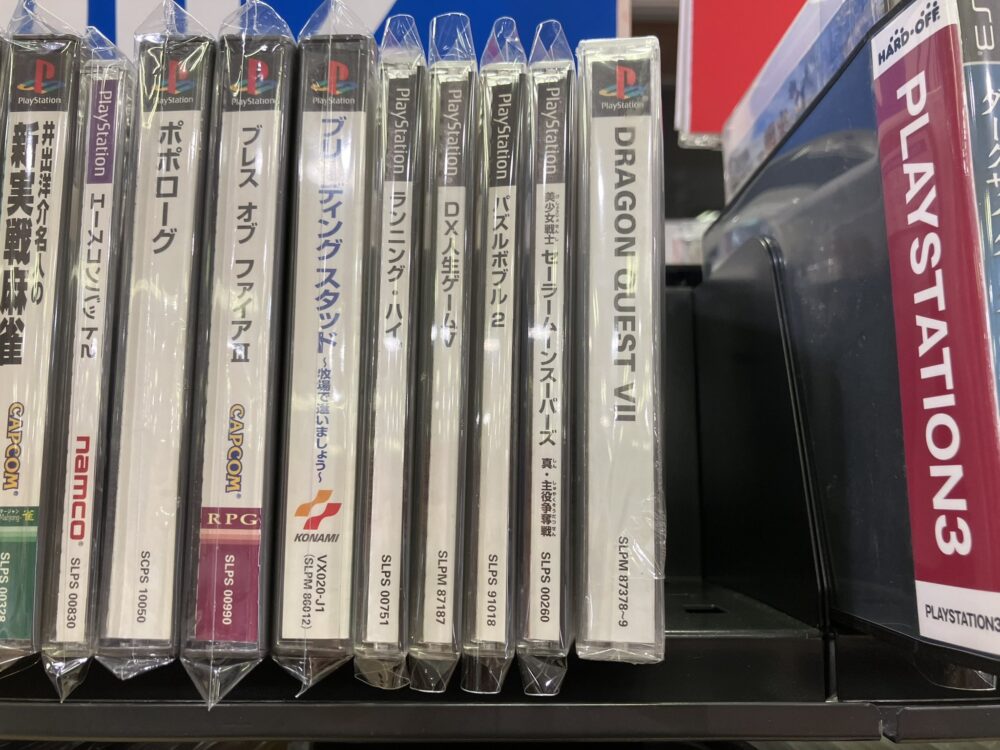 PlayStation
井出洋介名人の
新実戦麻雀
CAPCOM
Mahjong 雀
SLPS 00328
PlayStation
エースコンバット2
namco
SLPS 00830
PlayStation
ポポローグ
SCPS 10050
PlayStation
ブレス オブ ファイアIII
CAPCOM
RPG
SLPS 00990
PlayStation
ブリーディング スタッド
～牧場で逢いましょう～
KONAMI
VX020-J1
(SLPM 86012)
PlayStation
ランニング・ハイ
SLPS 00751
PlayStation
DX人生ゲームV
SLPM 87187
PlayStation
パズルボブル 2
SLPS 91018
PlayStation
美少女戦士 セーラームーンスーパーズ 真・主役争奪戦
SLPS 00260
PlayStation
DRAGON QUEST VII
SLPM 87378~9
HARD-OFF
PLAYSTATION3
PLAYSTATION3
PS3